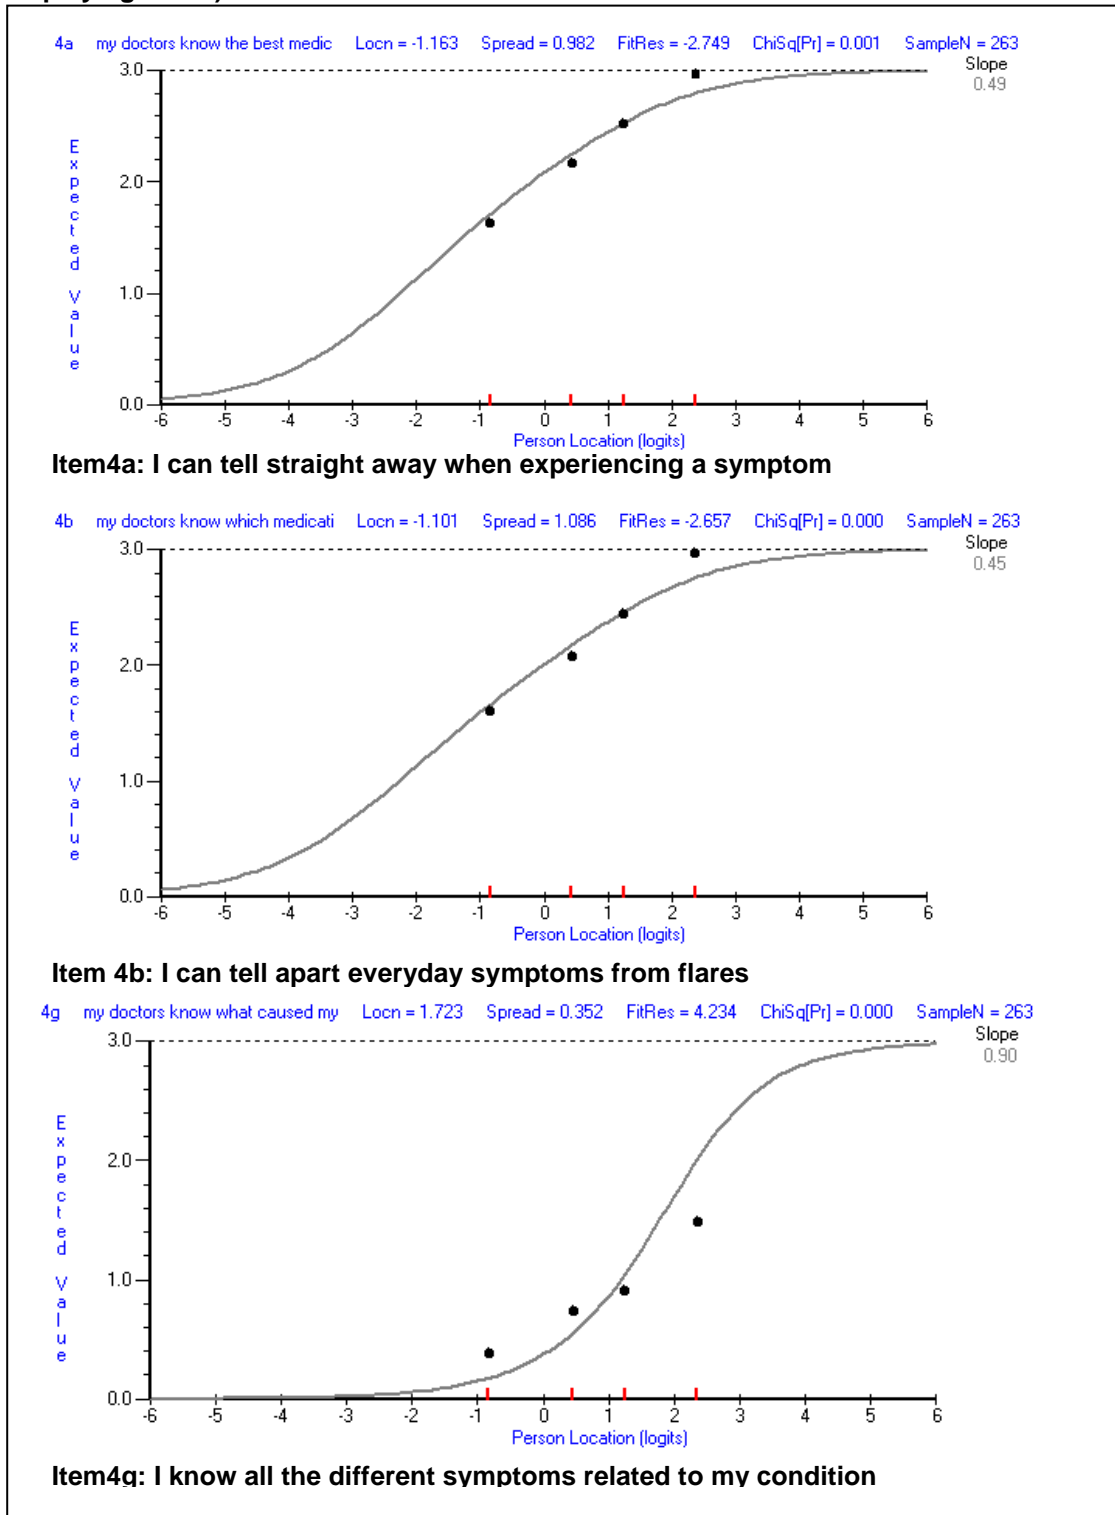 4a my doctors know the best medic Locn = -1.163 Spread = 0.982 FitRes = -2.749 ChiSq[Pr] = 0.001 SampleN = 263
Slope
0.49
3.0
2.0
1.0
0.0
Expected Value
-6 -5 -4 -3 -2 -1 0 1 2 3 4 5 6
Person Location (logits)
Item4a: I can tell straight away when experiencing a symptom
4b my doctors know which medicati Locn = -1.101 Spread = 1.086 FitRes = -2.657 ChiSq[Pr] = 0.000 SampleN = 263
Slope
0.45
3.0
2.0
1.0
0.0
Expected Value
-6 -5 -4 -3 -2 -1 0 1 2 3 4 5 6
Person Location (logits)
Item 4b: I can tell apart everyday symptoms from flares
4g my doctors know what caused my Locn = 1.723 Spread = 0.352 FitRes = 4.234 ChiSq[Pr] = 0.000 SampleN = 263
Slope
0.90
3.0
2.0
1.0
0.0
Expected Value
-6 -5 -4 -3 -2 -1 0 1 2 3 4 5 6
Person Location (logits)
Item4g: I know all the different symptoms related to my condition